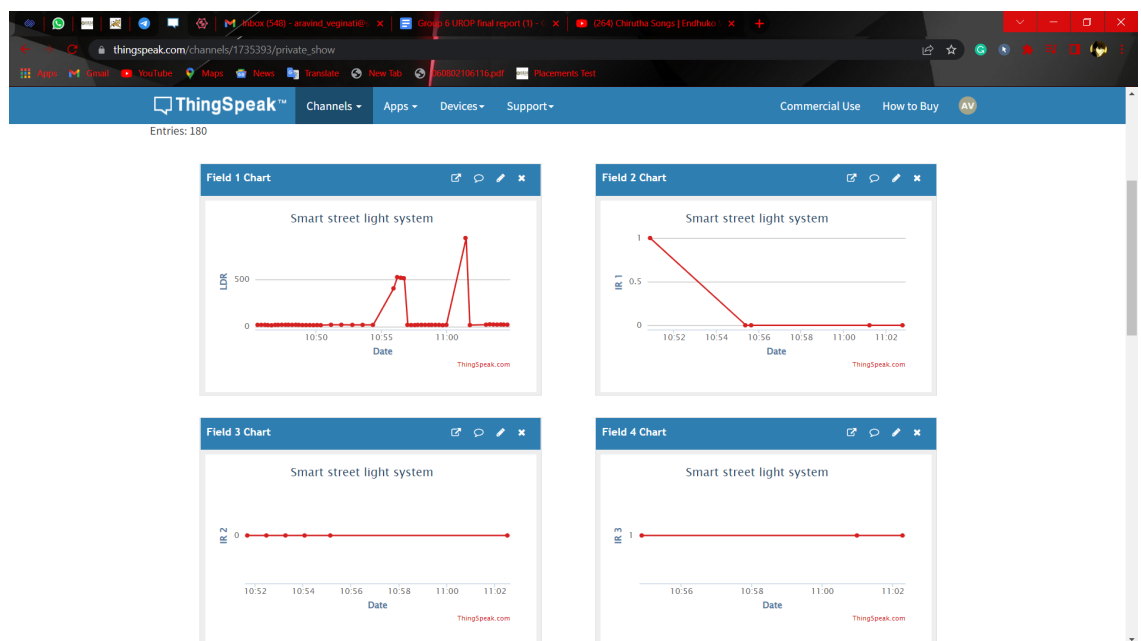 Inbox (548) - aravind_veginati@s
Group 6 UROP final report (1) - G
(264) Chirutha Songs | Endhuko
thingspeak.com/channels/1735393/private_show
Apps Gmail YouTube Maps News Translate New Tab 060802106116.pdf Placements Test
ThingSpeak™ Channels Apps Devices Support Commercial Use How to Buy AV
Entries: 180
Field 1 Chart
Smart street light system
LDR
500
0
10:50 10:55 11:00
Date
ThingSpeak.com
Field 2 Chart
Smart street light system
IR 1
1
0.5
0
10:52 10:54 10:56 10:58 11:00 11:02
Date
ThingSpeak.com
Field 3 Chart
Smart street light system
IR 2
0
10:52 10:54 10:56 10:58 11:00 11:02
Date
ThingSpeak.com
Field 4 Chart
Smart street light system
IR 3
1
10:56 10:58 11:00 11:02
Date
ThingSpeak.com